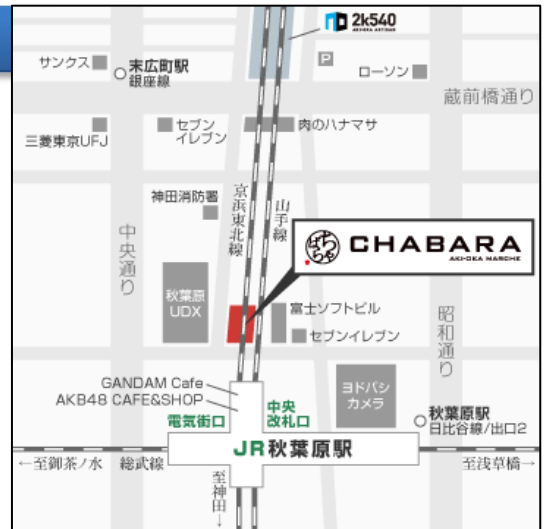 2k540
AKI-OKA ARTISAN
サンクス
末広町駅
銀座線
P
ローソン
蔵前橋通り
三菱東京UFJ
セブン
イレブン
肉のハナマサ
神田消防署
京浜東北線
山手線
中央通り
ちゃばら
CHABARA
AKI-OKA MARCHE
秋葉原
UDX
富士ソフトビル
セブンイレブン
昭和通り
GANDAM Cafe
AKB48 CAFE&SHOP
ヨドバシ
カメラ
電気街口
中央
改札口
秋葉原駅
日比谷線/出口2
JR秋葉原駅
←至御茶ノ水
総武線
至浅草橋→
至神田→